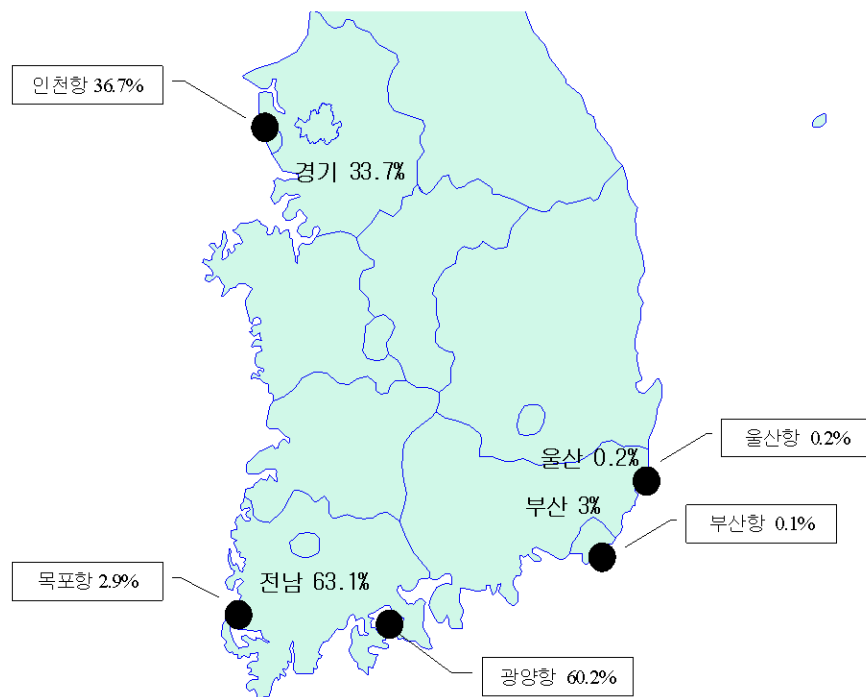 인천항 36.7%
경기 33.7%
울산항 0.2%
울산 0.2%
부산 3%
부산항 0.1%
목포항 2.9%
전남 63.1%
광양항 60.2%